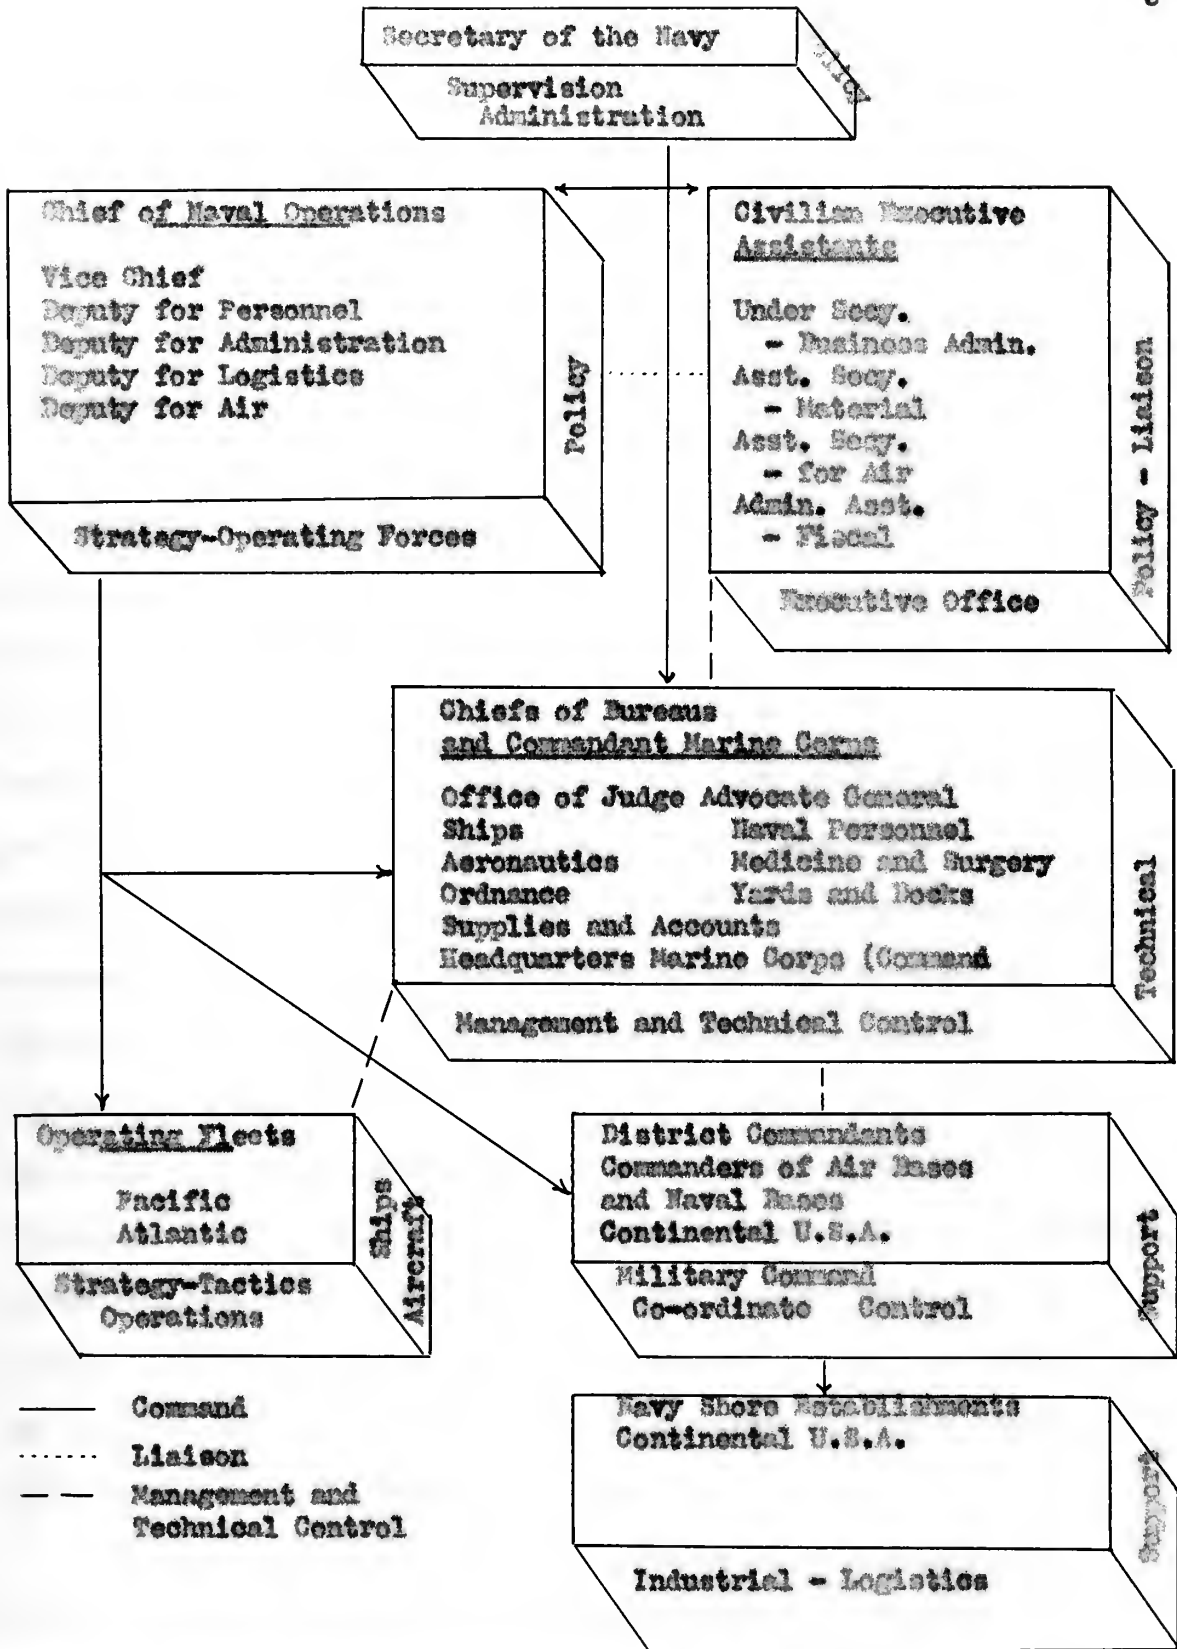 Secretary of the Navy
Policy
Supervision
Administration
Chief of Naval Operations
Vice Chief
Deputy for Personnel
Deputy for Administration
Deputy for Logistics
Deputy for Air
Policy
Strategy-Operating Forces
Civilian Executive
Assistants
Under Secy.
- Business Admin.
Asst. Secy.
- Material
Asst. Secy.
- for Air
Admin. Asst.
- Fiscal
Policy - Liaison
Executive Office
Chiefs of Bureaus
and Commandant Marine Corps
Office of Judge Advocate General
Ships Naval Personnel
Aeronautics Medicine and Surgery
Ordnance Yards and Docks
Supplies and Accounts
Headquarters Marine Corps (Command
Technical
Management and Technical Control
Operating Fleets
Pacific
Atlantic
Ships
Aircraft
Strategy-Tactics
Operations
District Commandants
Commanders of Air Bases
and Naval Bases
Continental U.S.A.
Support
Military Command
Co-ordinate Control
Navy Shore Establishments
Continental U.S.A.
Support
Industrial - Logistics
Command
Liaison
Management and
Technical Control